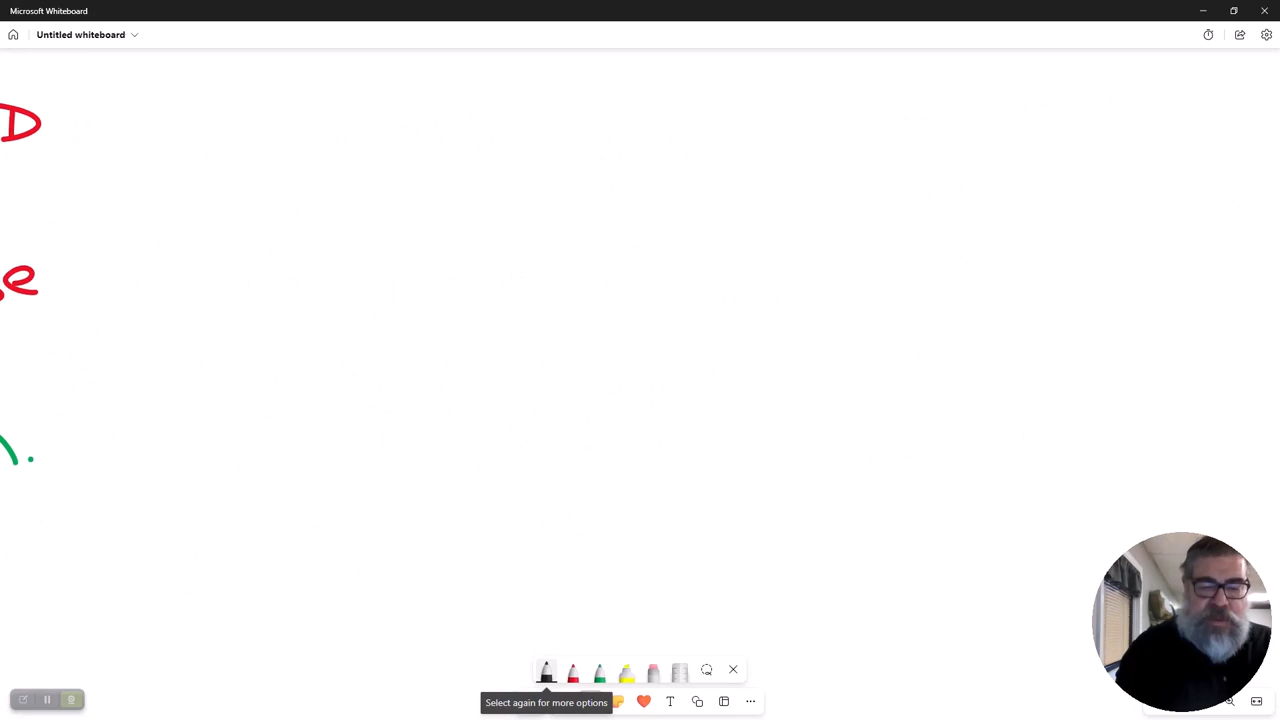 Microsoft Whiteboard
Untitled whiteboard
D
e
Select again for more options
T